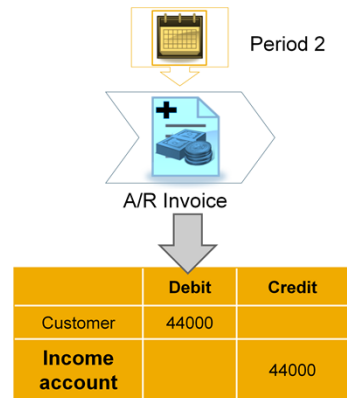 Period 2
A/R Invoice
Debit Credit
Customer 44000
Income
account 44000